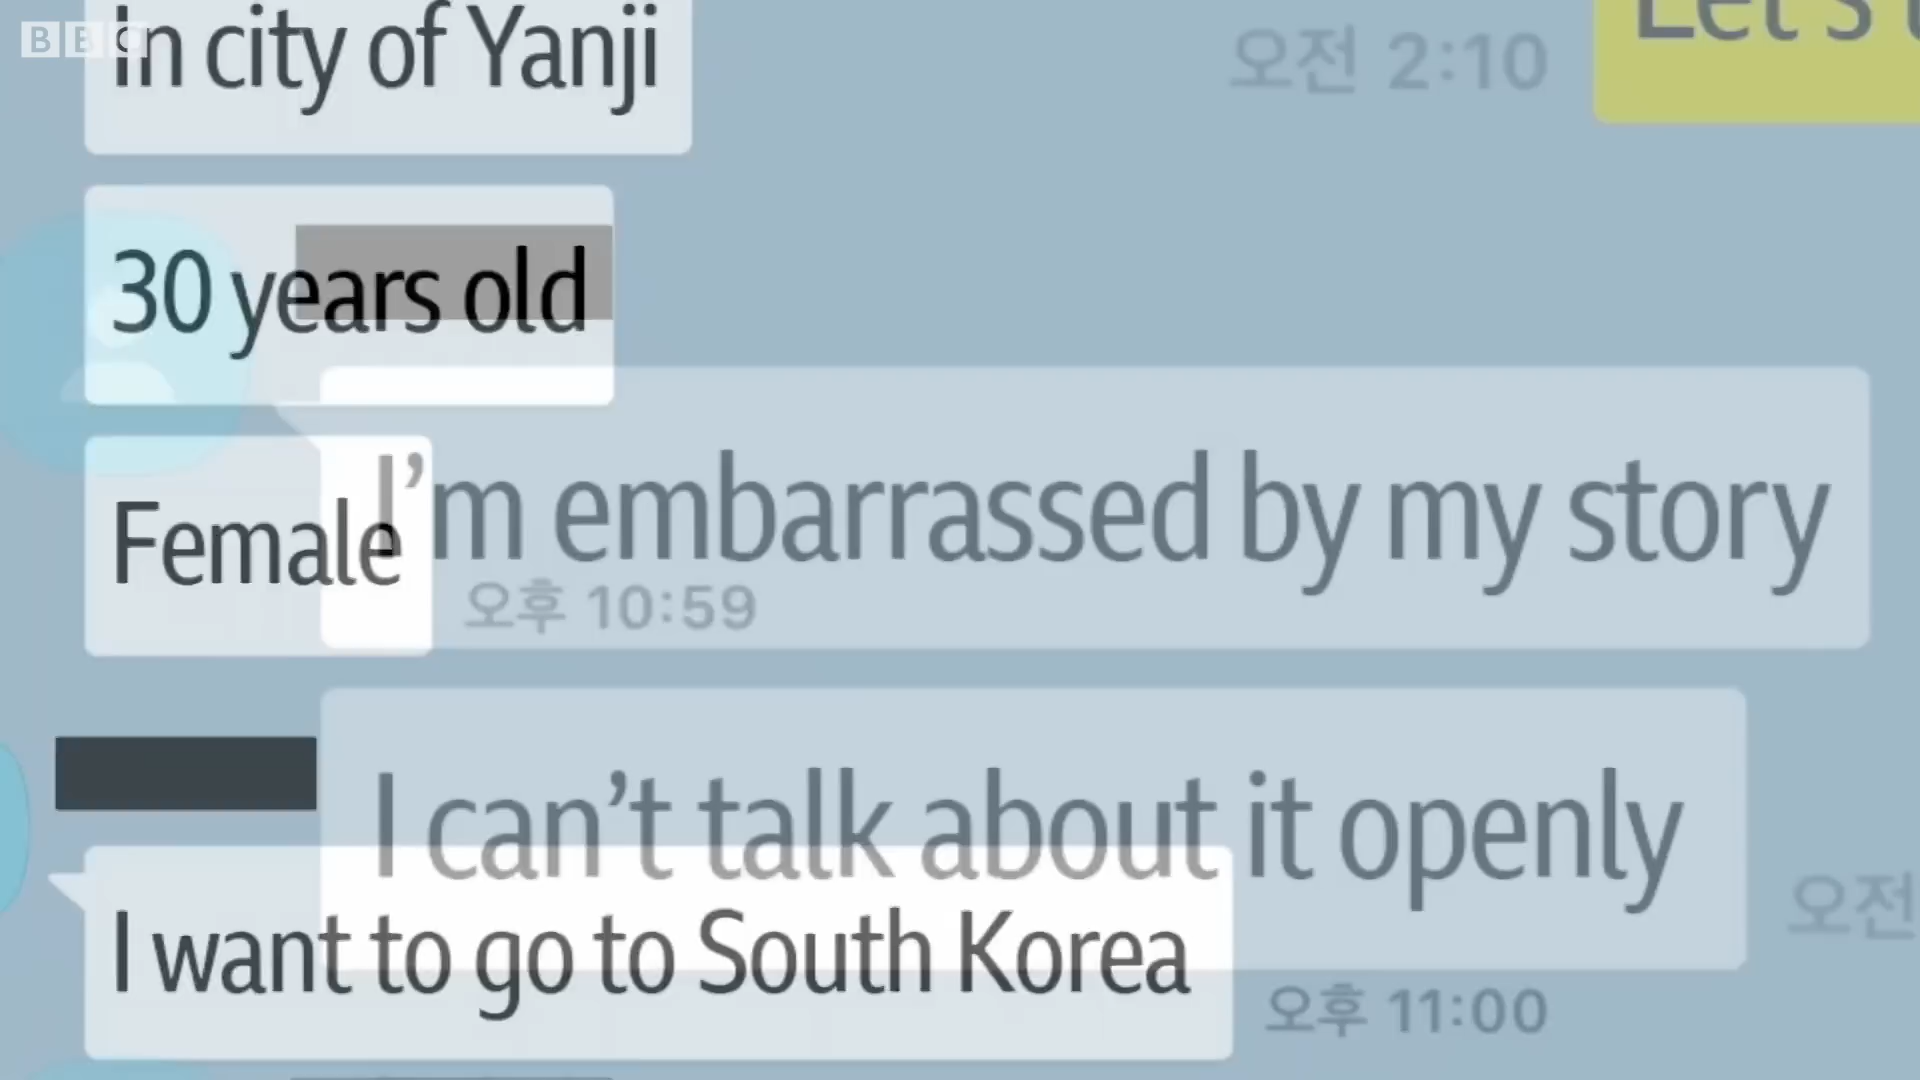 BBC
In city of Yanji
오전 2:10
30 years old
I'm embarrassed by my story
Female
오후 10:59
I can't talk about it openly
오전
I want to go to South Korea
오후 11:00